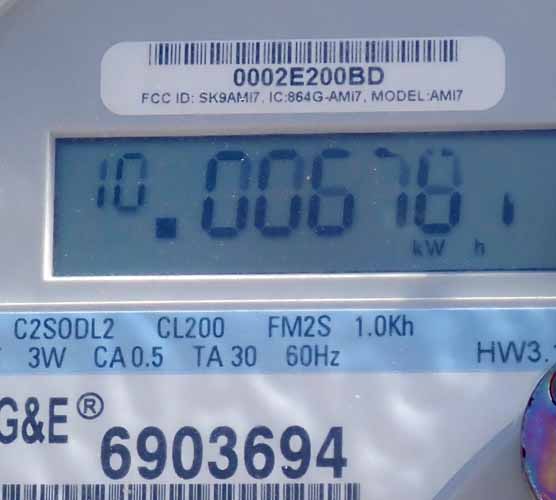 0002E200BD
FCC ID: SK9AMI7, IC:864G-AMI7, MODEL:AMI7
10 00678
kW h
C2SODL2 CL200 FM2S 1.0Kh
3W CA 0.5 TA 30 60Hz HW3.
G&E®
6903694